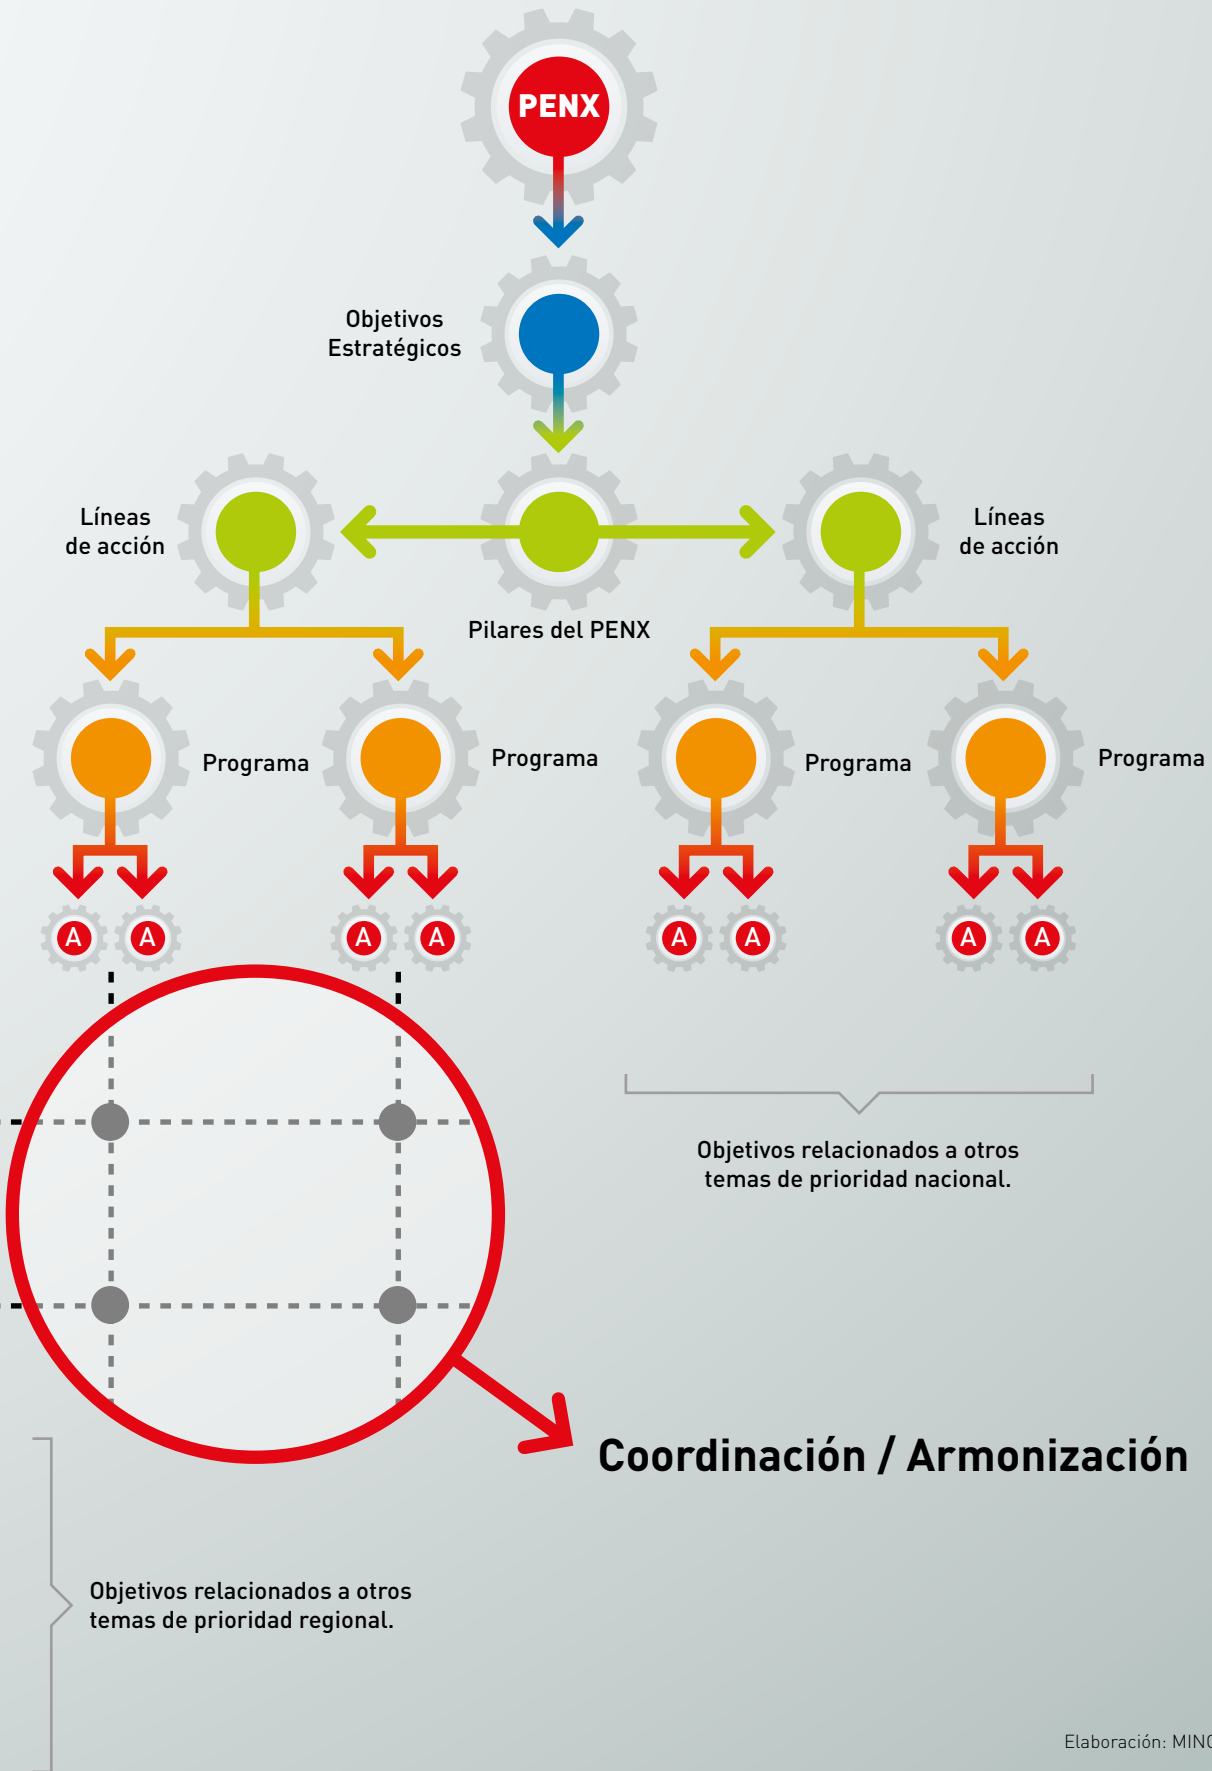 PENX
Objetivos
Estratégicos
Líneas
de acción
Líneas
de acción
Pilares del PENX
Programa
Programa
Programa
Programa
A
A
A
A
A
A
A
A
Objetivos relacionados a otros
temas de prioridad nacional.
Coordinación / Armonización
Objetivos relacionados a otros
temas de prioridad regional.
Elaboración: